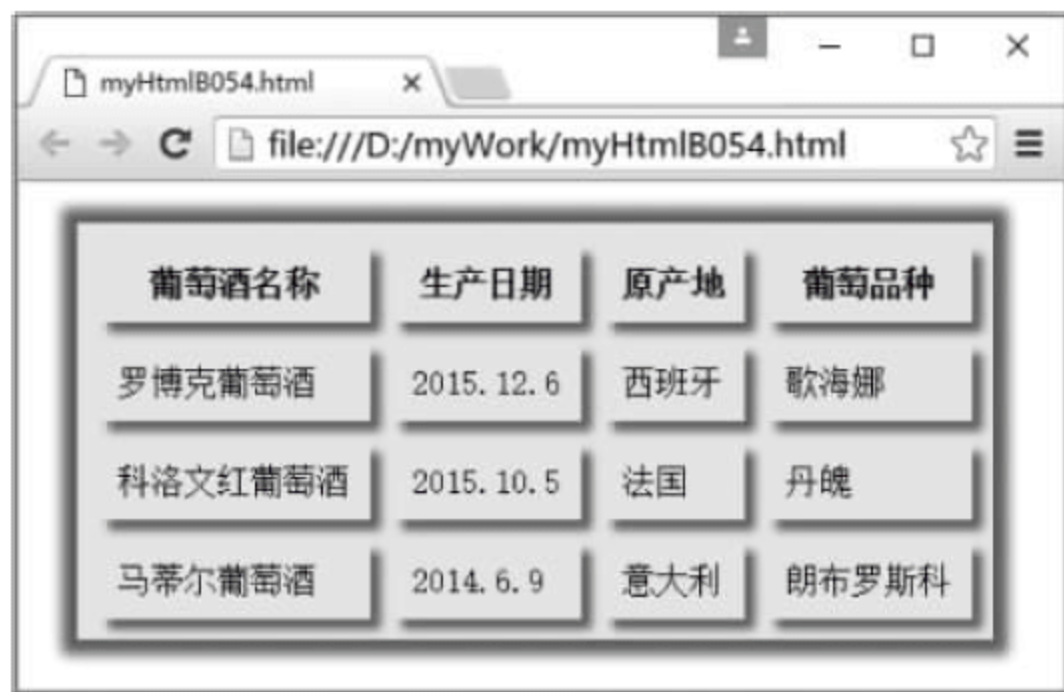 myHtmlB054.html
file:///D:/myWork/myHtmlB054.html
葡萄酒名称 生产日期 原产地 葡萄品种
罗博克葡萄酒 2015.12.6 西班牙 歌海娜
科洛文红葡萄酒 2015.10.5 法国 丹魄
马蒂尔葡萄酒 2014.6.9 意大利 朗布罗斯科